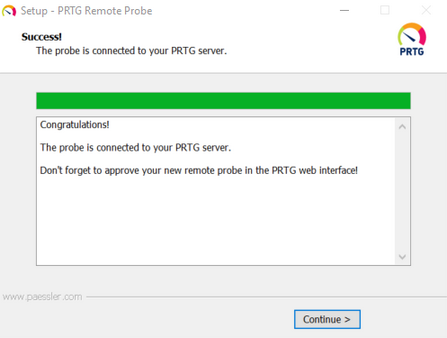 Setup - PRTG Remote Probe
Success!
The probe is connected to your PRTG server.
PRTG
Congratulations!
The probe is connected to your PRTG server.
Don't forget to approve your new remote probe in the PRTG web interface!
www.paessler.com
Continue >